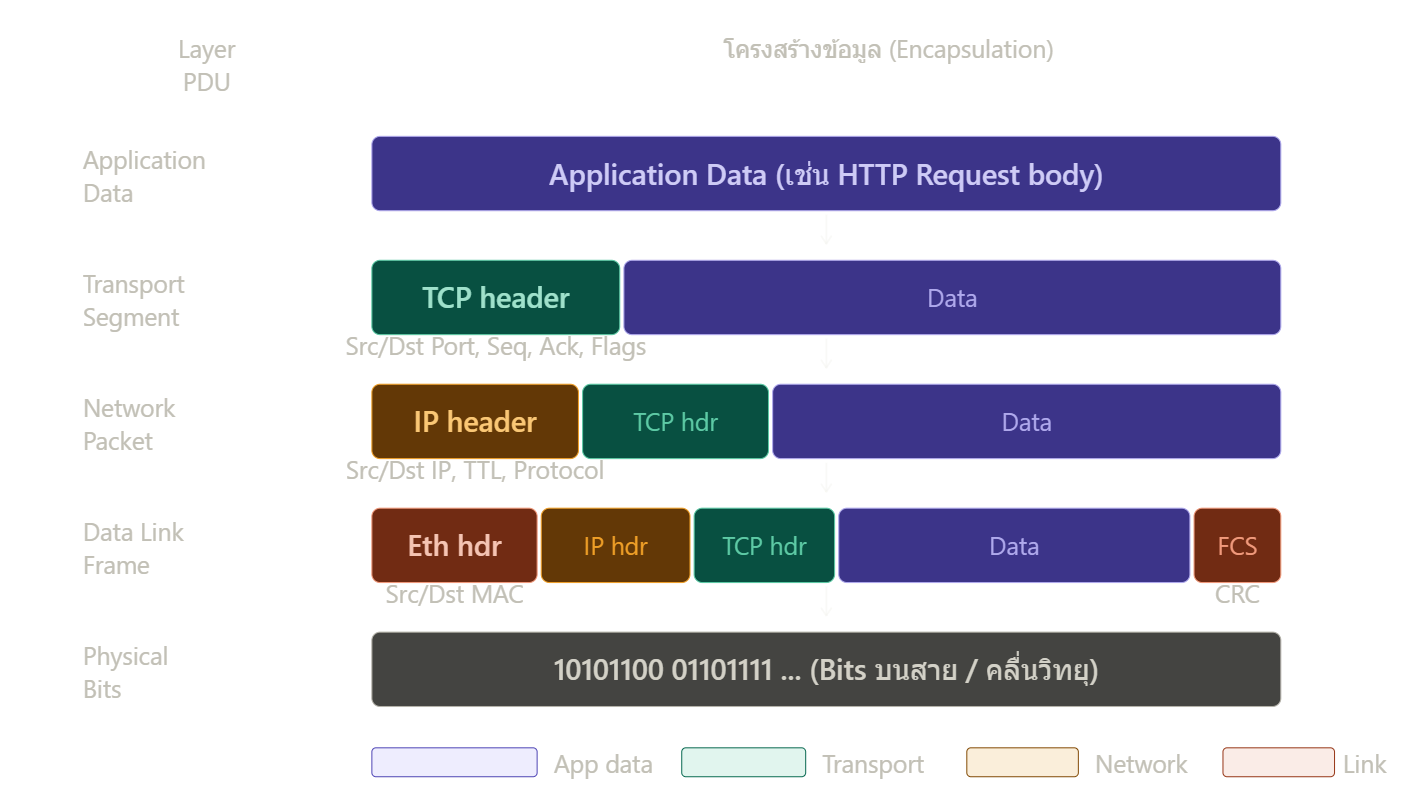 Layer
PDU
โครงสร้างข้อมูล (Encapsulation)
Application
Data
Application Data (เช่น HTTP Request body)
Transport
Segment
TCP header
Data
Src/Dst Port, Seq, Ack, Flags
Network
Packet
IP header
TCP hdr
Data
Src/Dst IP, TTL, Protocol
Data Link
Frame
Eth hdr
IP hdr
TCP hdr
Data
FCS
Src/Dst MAC
CRC
Physical
Bits
10101100 01101111 ... (Bits บนสาย / คลื่นวิทยุ)
App data
Transport
Network
Link